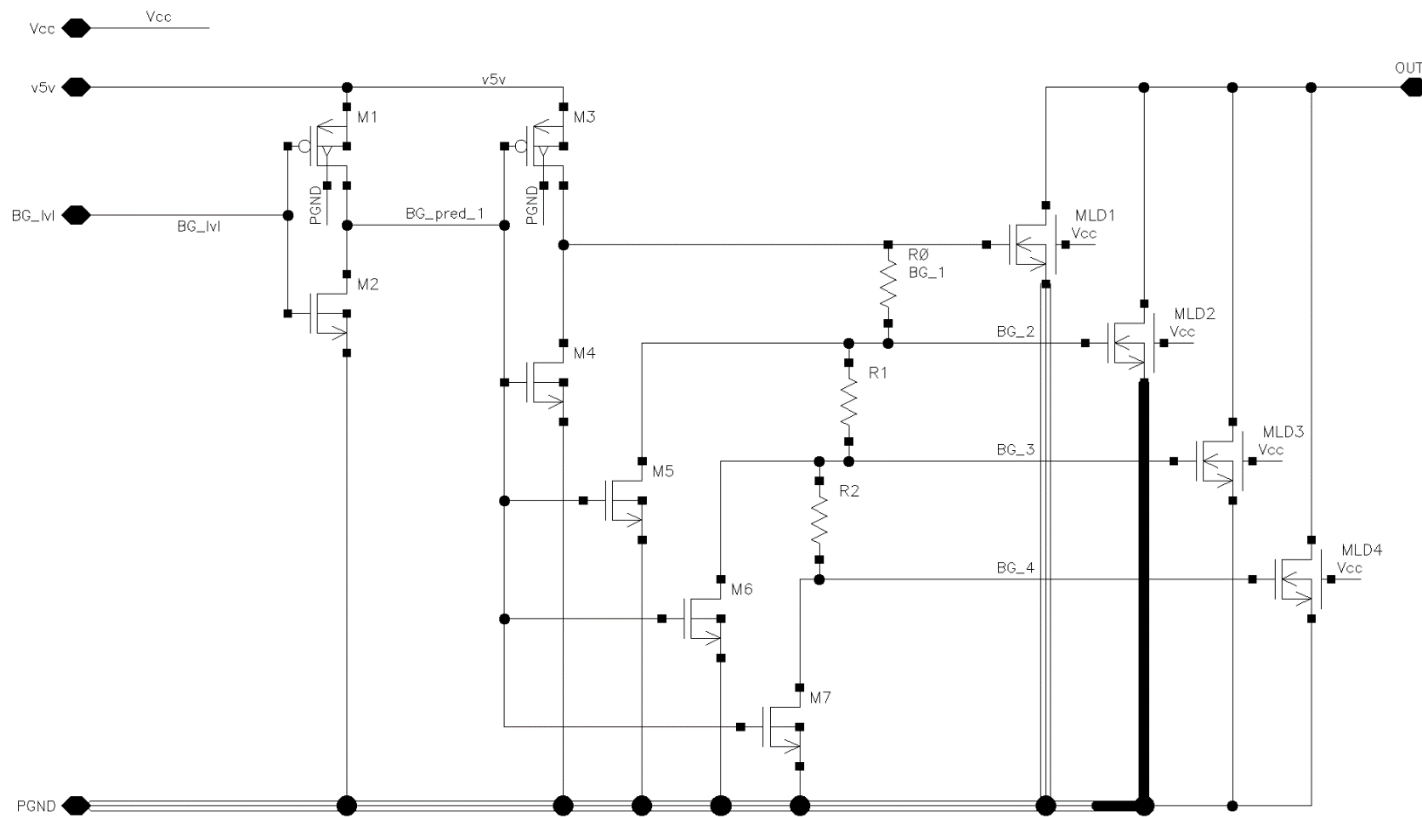 Vcc
Vcc
v5v
v5v
OUT
M1
M3
PGND
PGND
BG_lvl
BG_lvl
BG_pred_1
MLD1
Vcc
RØ
BG_1
M2
BG_2
MLD2
Vcc
M4
R1
BG_3
MLD3
Vcc
M5
R2
BG_4
MLD4
Vcc
M6
M7
PGND